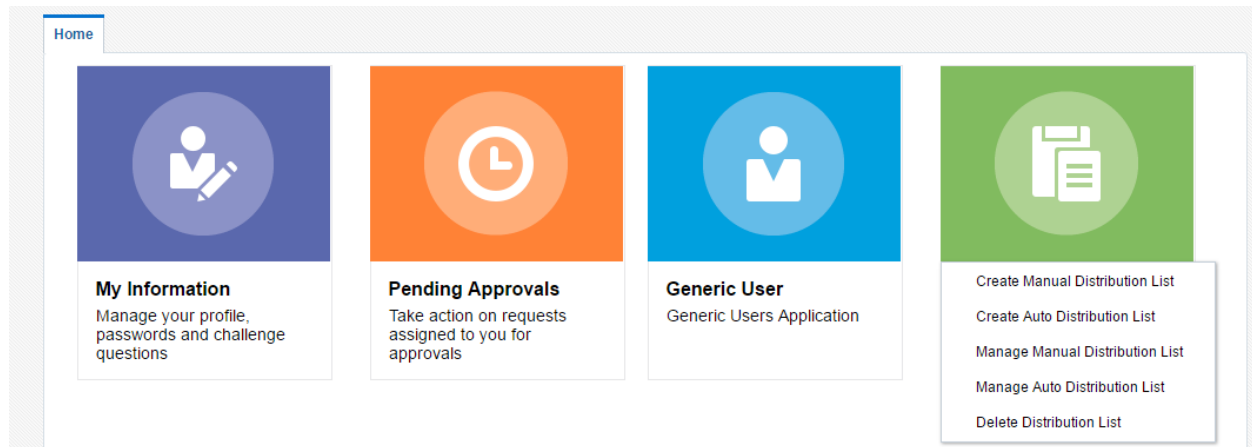 Home
My Information
Manage your profile,
passwords and challenge
questions
Pending Approvals
Take action on requests
assigned to you for
approvals
Generic User
Generic Users Application
Create Manual Distribution List
Create Auto Distribution List
Manage Manual Distribution List
Manage Auto Distribution List
Delete Distribution List